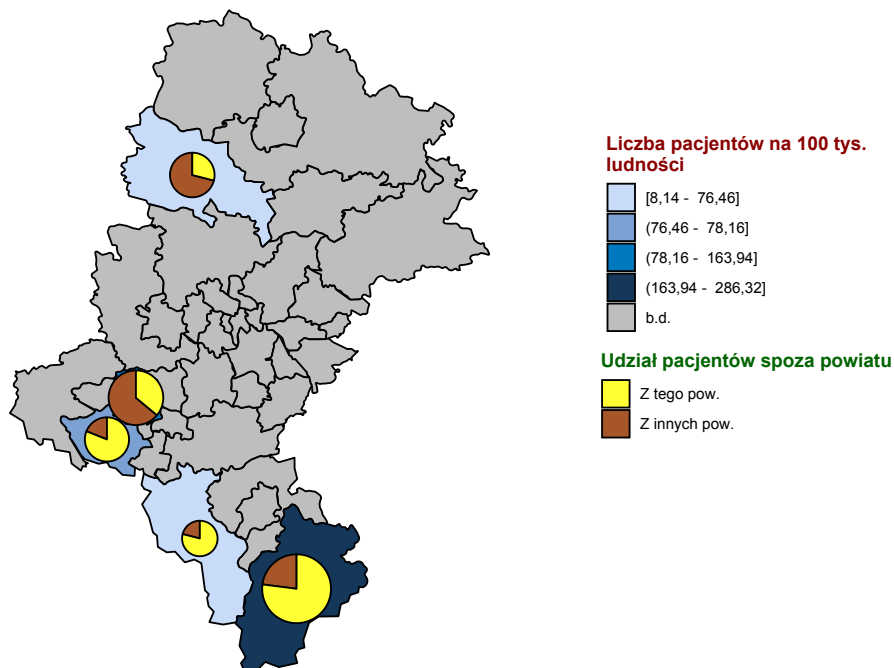 Liczba pacjentów na 100 tys.
ludności
[8,14 - 76,46]
(76,46 - 78,16]
(78,16 - 163,94]
(163,94 - 286,32]
b.d.
Udział pacjentów spoza powiatu
Z tego pow.
Z innych pow.